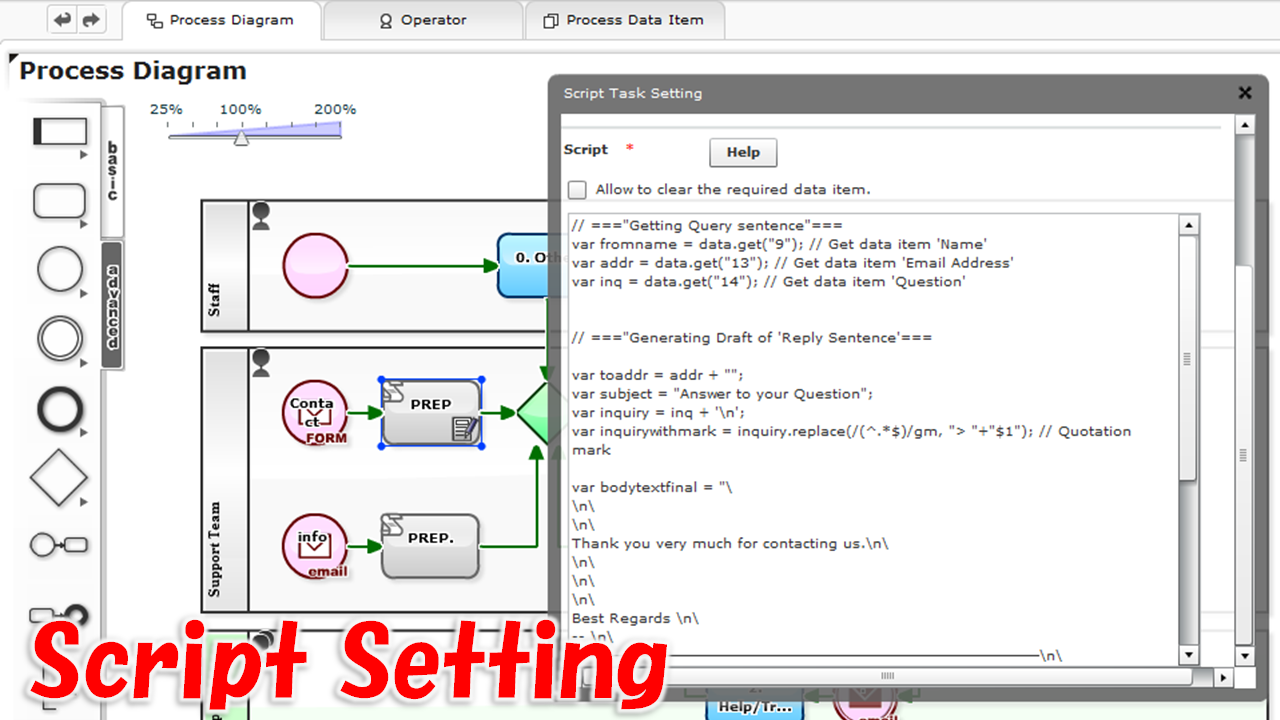 Process Diagram
Operator
Process Data Item
Process Diagram
25% 100% 200%
basic
advanced
Staff
0. Oth
Support Team
Conta
ct
FORM
PREP
info
email
PREP.
Script Task Setting
Script * Help
Allow to clear the required data item.
// ==="Getting Query sentence"===
var fromname = data.get("9"); // Get data item 'Name'
var addr = data.get("13"); // Get data item 'Email Address'
var inq = data.get("14"); // Get data item 'Question'
// ==="Generating Draft of 'Reply Sentence'===
var toaddr = addr + "";
var subject = "Answer to your Question";
var inquiry = inq + '\n';
var inquirywithmark = inquiry.replace(/(^.*$)/gm, "> "+"$1"); // Quotation
mark
var bodytextfinal = "\
\n\
\n\
Thank you very much for contacting us.\n\
\n\
\n\
\n\
Best Regards \n\
-- \n\
\n\
Help/Tr...
email
Script Setting